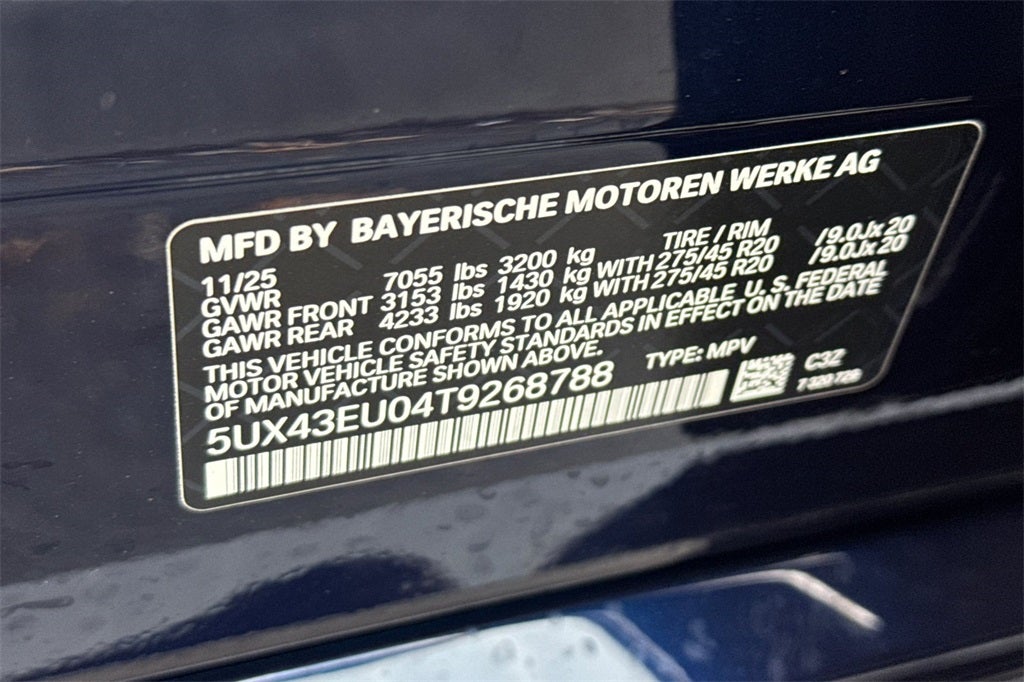 MFD BY BAYERISCHE MOTOREN WERKE AG
11/25 TIRE / RIM
GVWR 7055 lbs 3200 kg
GAWR FRONT 3153 lbs 1430 kg WITH 275/45 R20 /9.0Jx20
GAWR REAR 4233 lbs 1920 kg WITH 275/45 R20 /9.0Jx20
THIS VEHICLE CONFORMS TO ALL APPLICABLE U. S. FEDERAL
MOTOR VEHICLE SAFETY STANDARDS IN EFFECT ON THE DATE
OF MANUFACTURE SHOWN ABOVE. TYPE: MPV
5UX43EU04T9268788 C3Z
7 320 726